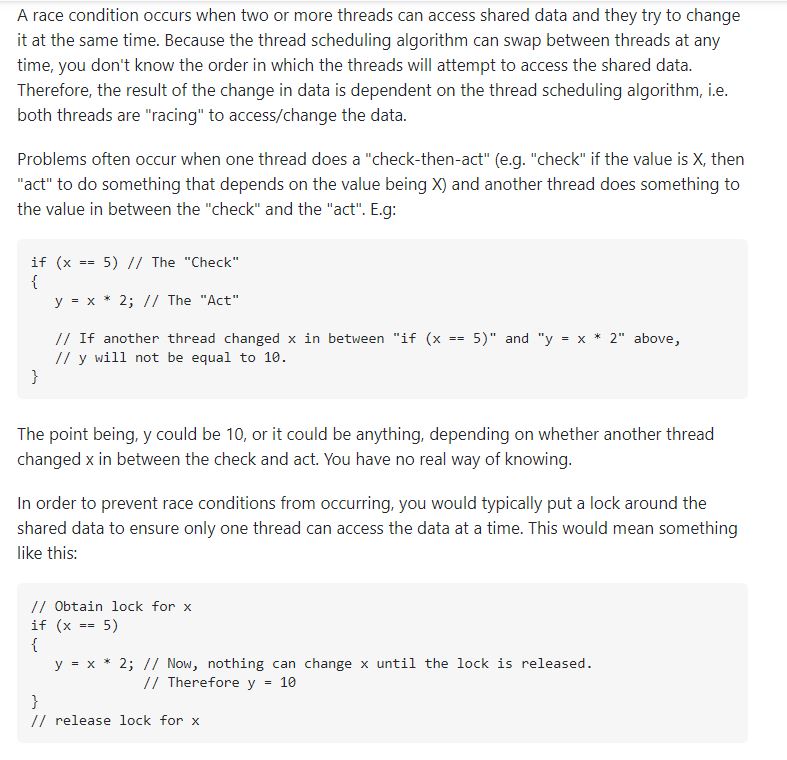 A race condition occurs when two or more threads can access shared data and they try to change
it at the same time. Because the thread scheduling algorithm can swap between threads at any
time, you don't know the order in which the threads will attempt to access the shared data.
Therefore, the result of the change in data is dependent on the thread scheduling algorithm, i.e.
both threads are "racing" to access/change the data.
Problems often occur when one thread does a "check-then-act" (e.g. "check" if the value is X, then
"act" to do something that depends on the value being X) and another thread does something to
the value in between the "check" and the "act". E.g:
if (x == 5) // The "Check"
{
   y = x * 2; // The "Act"
   // If another thread changed x in between "if (x == 5)" and "y = x * 2" above,
   // y will not be equal to 10.
}
The point being, y could be 10, or it could be anything, depending on whether another thread
changed x in between the check and act. You have no real way of knowing.
In order to prevent race conditions from occurring, you would typically put a lock around the
shared data to ensure only one thread can access the data at a time. This would mean something
like this:
// Obtain lock for x
if (x == 5)
{
   y = x * 2; // Now, nothing can change x until the lock is released.
              // Therefore y = 10
}
// release lock for x